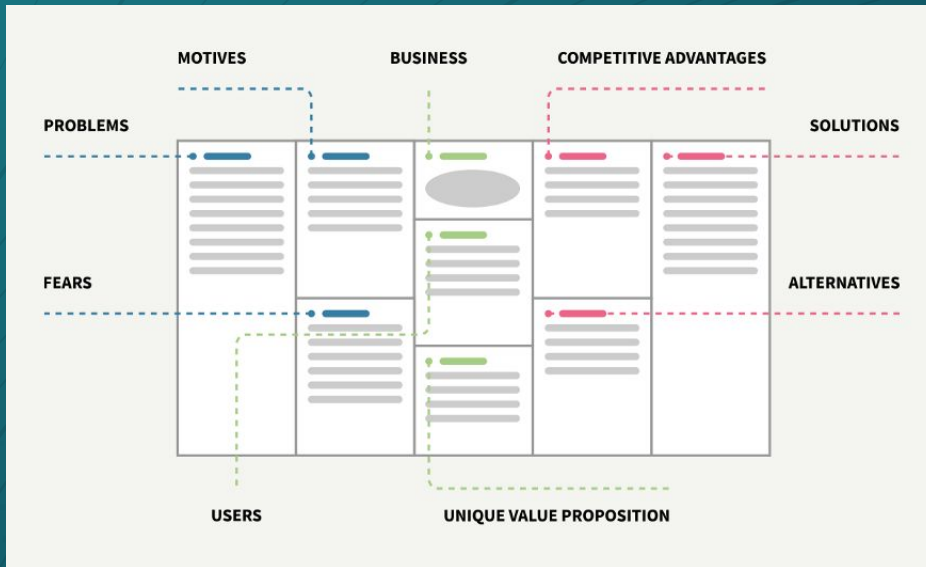 MOTIVES
BUSINESS
COMPETITIVE ADVANTAGES
PROBLEMS
SOLUTIONS
FEARS
ALTERNATIVES
USERS
UNIQUE VALUE PROPOSITION